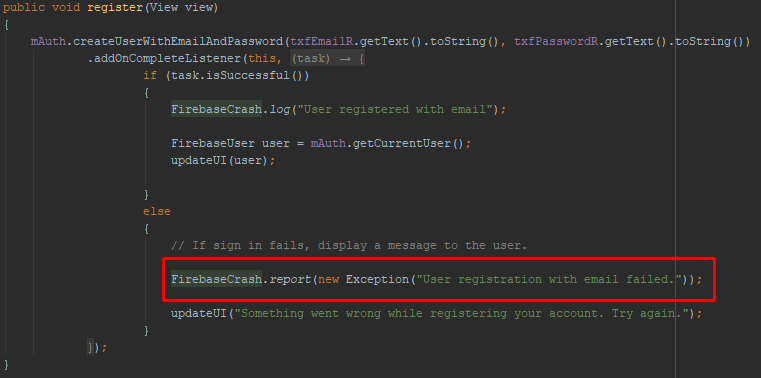 public void register(View view)
{
mAuth.createUserWithEmailAndPassword(txfEmailR.getText().toString(), txfPasswordR.getText().toString())
.addOnCompleteListener(this, (task) → {
if (task.isSuccessful())
{
FirebaseCrash.log("User registered with email");
FirebaseUser user = mAuth.getCurrentUser();
updateUI(user);
}
else
{
// If sign in fails, display a message to the user.
FirebaseCrash.report(new Exception("User registration with email failed."));
updateUI("Something went wrong while registering your account. Try again.");
}
});
}